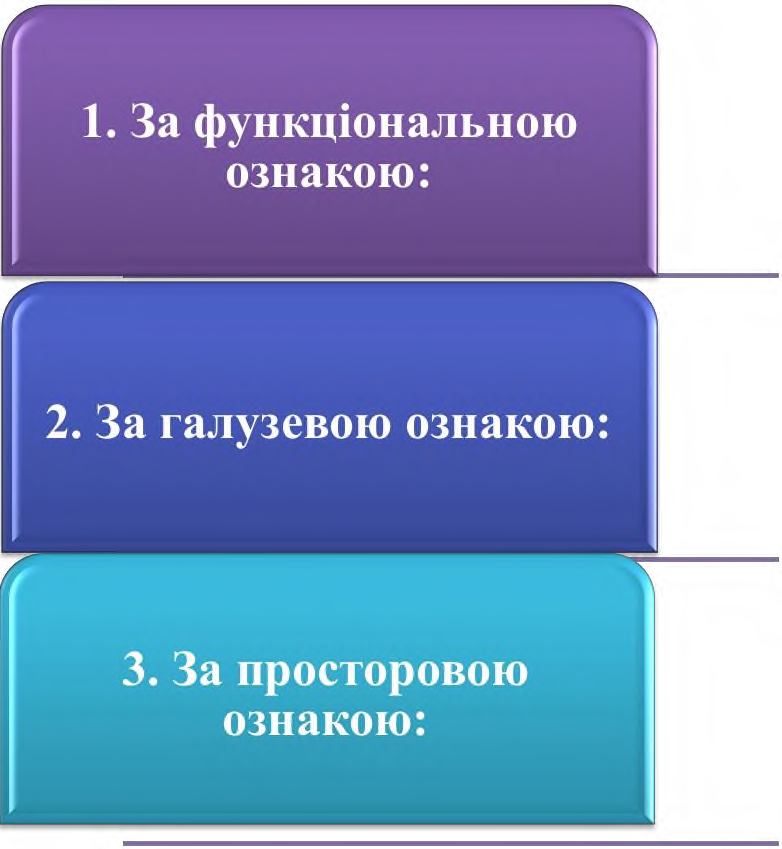 1. За функціональною
ознакою:
2. За галузевою ознакою:
3. За просторовою
ознакою: